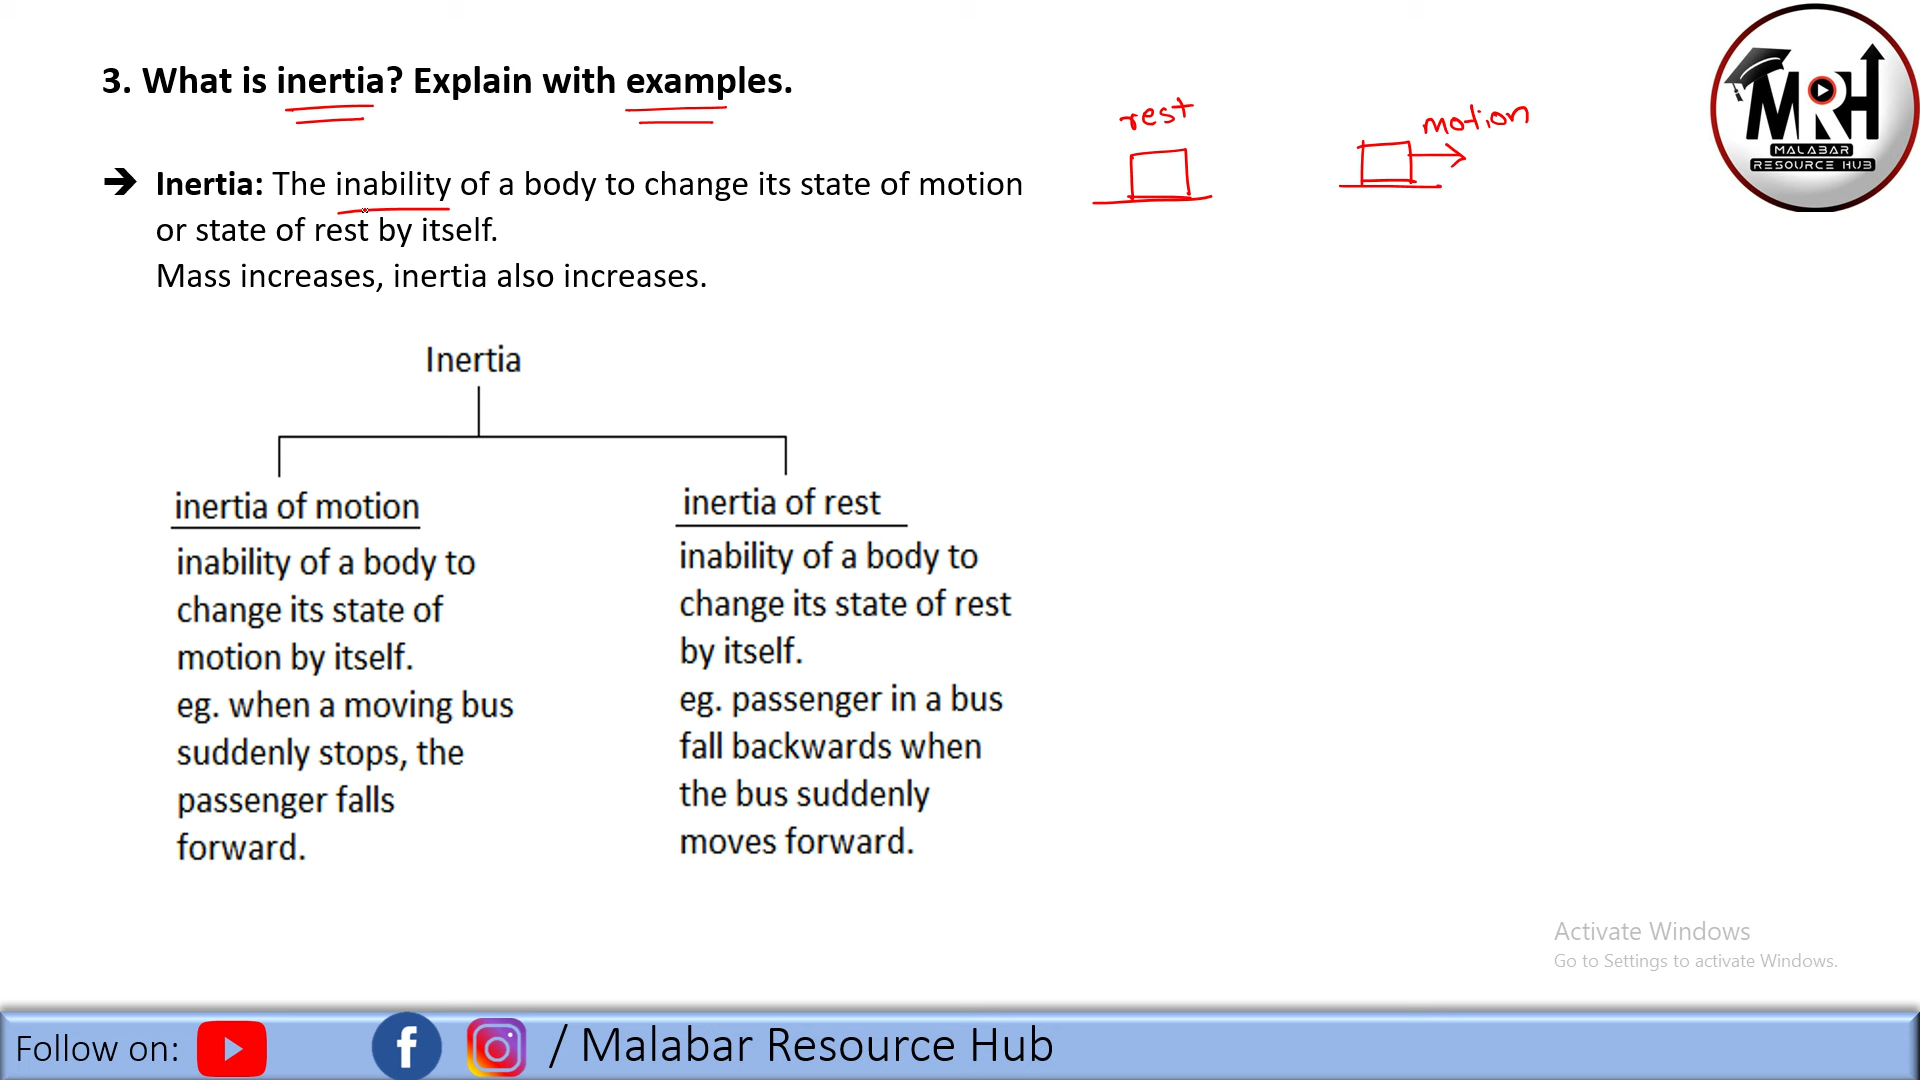 3. What is inertia? Explain with examples.
rest
motion
MRH
MALABAR
RESOURCE HUB
➔ Inertia: The inability of a body to change its state of motion
or state of rest by itself.
Mass increases, inertia also increases.
Inertia
inertia of motion
inability of a body to
change its state of
motion by itself.
eg. when a moving bus
suddenly stops, the
passenger falls
forward.
inertia of rest
inability of a body to
change its state of rest
by itself.
eg. passenger in a bus
fall backwards when
the bus suddenly
moves forward.
Activate Windows
Go to Settings to activate Windows.
Follow on: / Malabar Resource Hub